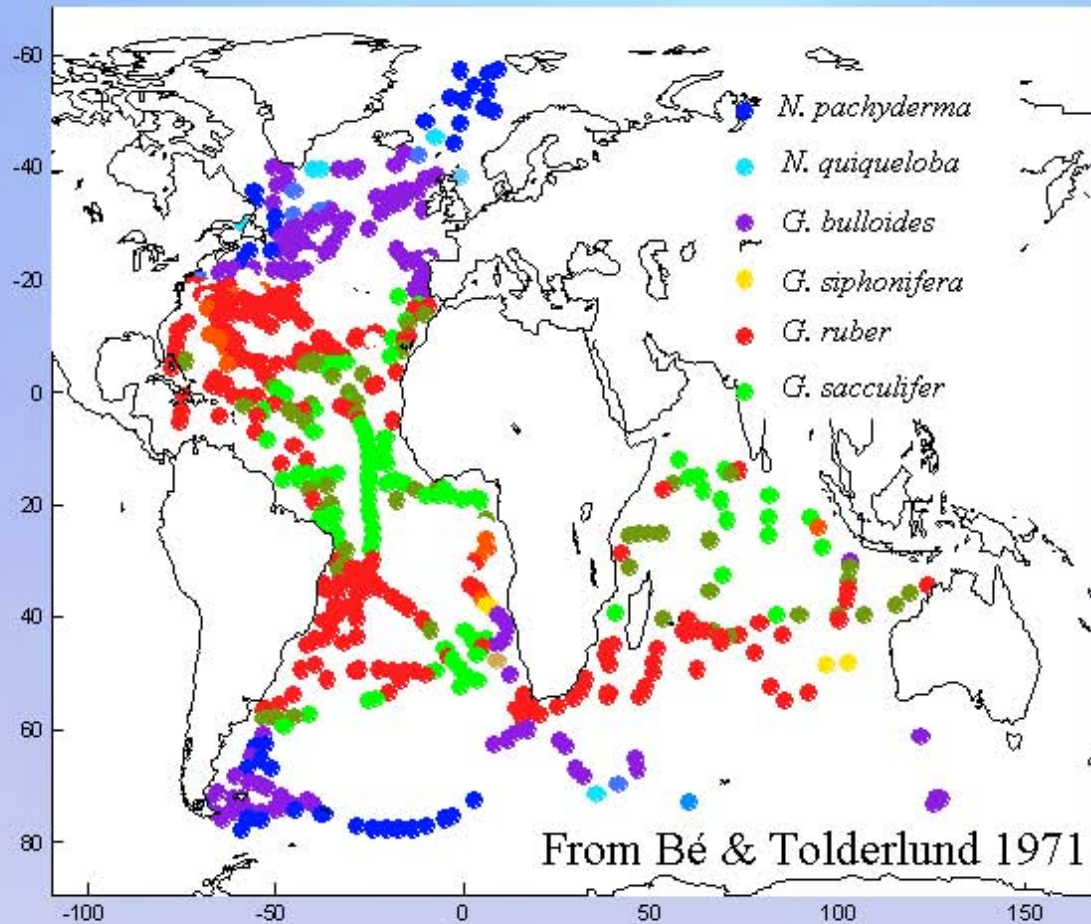 -60
-40
-20
0
20
40
60
80
N. pachyderma
N. quiqueloba
G. bulloides
G. siphonifera
G. ruber
G. sacculifer
From Bé & Tolderlund 1971
-100 -50 0 50 100 150